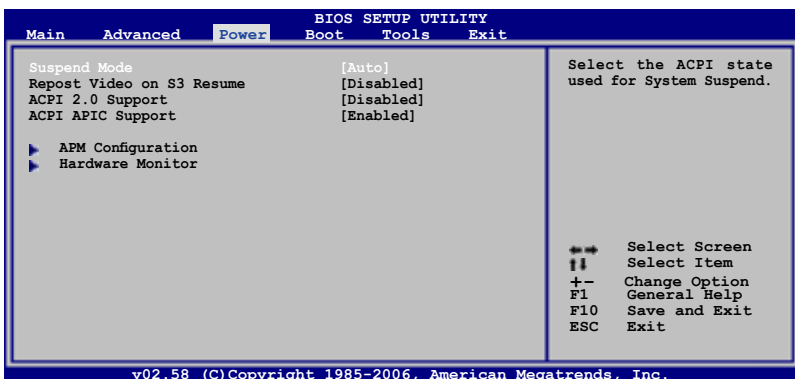 BIOS SETUP UTILITY
Main Advanced Power Boot Tools Exit
Suspend Mode [Auto]
Repost Video on S3 Resume [Disabled]
ACPI 2.0 Support [Disabled]
ACPI APIC Support [Enabled]
APM Configuration
Hardware Monitor
Select the ACPI state
used for System Suspend.
Select Screen
Select Item
+- Change Option
F1 General Help
F10 Save and Exit
ESC Exit
v02.58 (C)Copyright 1985-2006, American Megatrends, Inc.